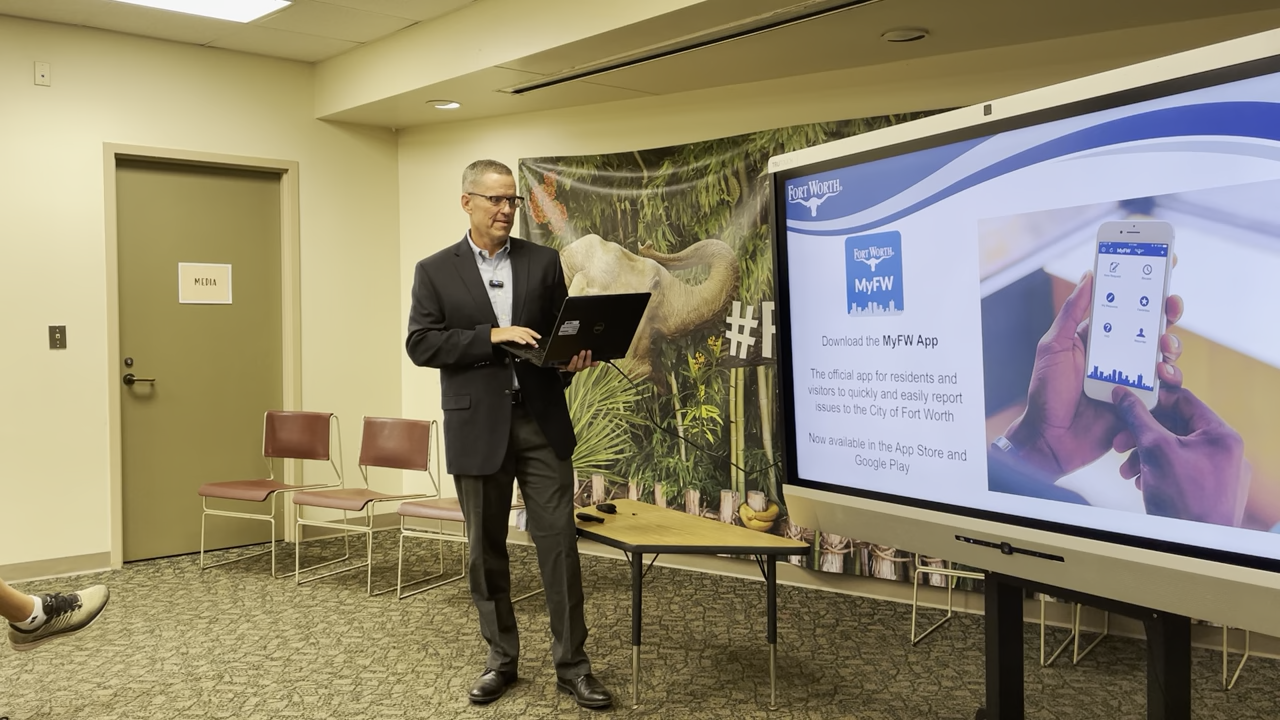 MEDIA
#F
FORT WORTH®
FORT WORTH
MyFW
Download the MyFW App
The official app for residents and
visitors to quickly and easily report
issues to the City of Fort Worth
Now available in the App Store and
Google Play
MyFW
DELL